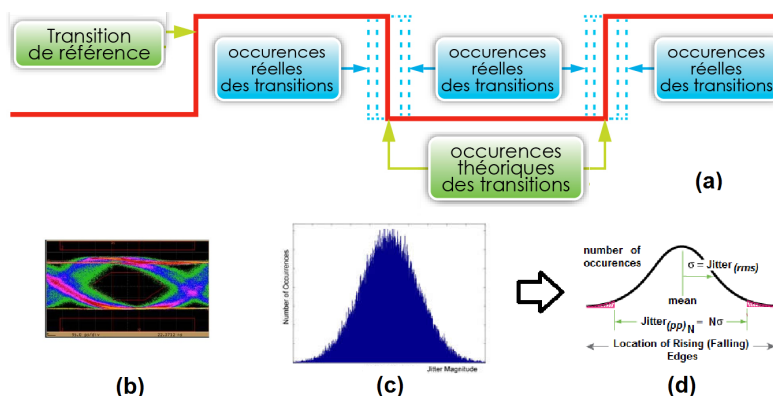 Transition
de référence
occurences
réelles
des transitions
occurences
réelles
des transitions
occurences
réelles
des transitions
occurences
théoriques
des transitions
(a)
Number of Occurrences
Jitter Magnitude
number of
occurences
σ = Jitter(rms)
mean
Jitter(pp)N = Nσ
Location of Rising (Falling)
Edges
(b)
(c)
(d)